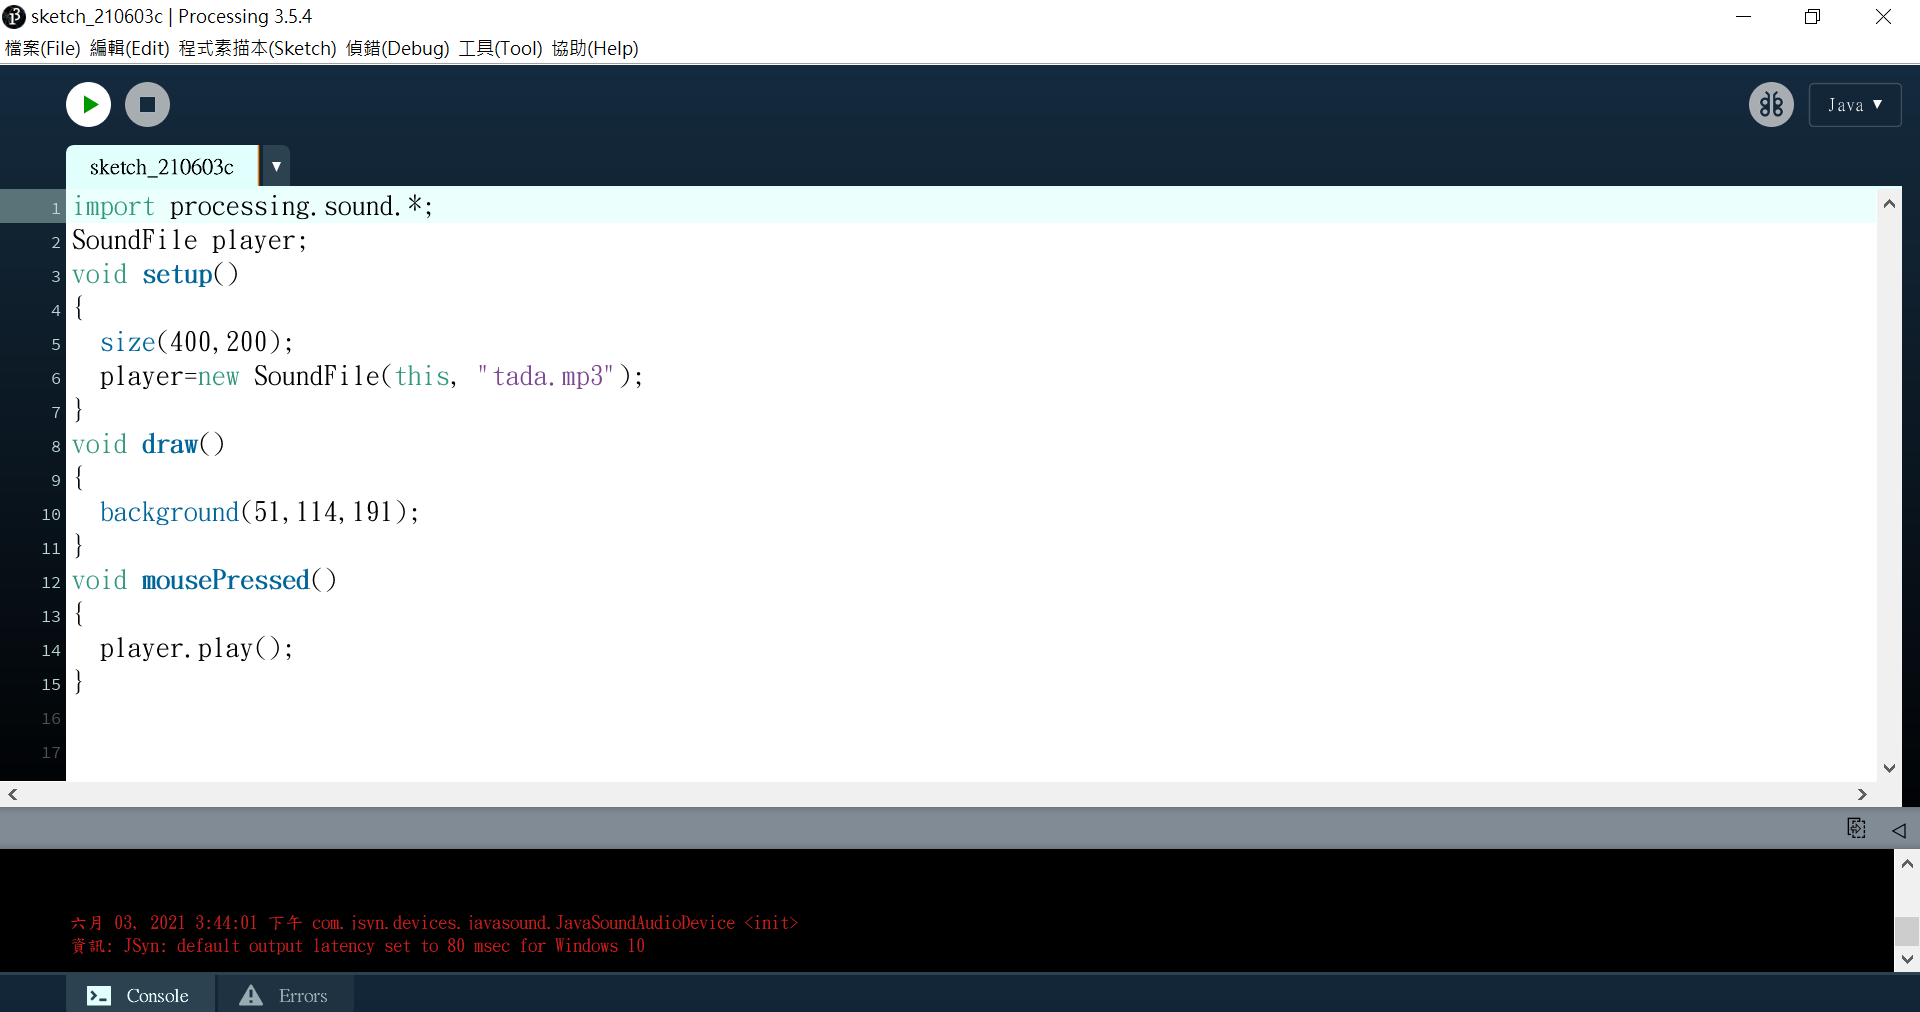 sketch_210603c | Processing 3.5.4
檔案(File) 編輯(Edit) 程式素描本(Sketch) 偵錯(Debug) 工具(Tool) 協助(Help)
Java ▼
sketch_210603c ▼
1 import processing.sound.*;
2 SoundFile player;
3 void setup()
4 {
5   size(400,200);
6   player=new SoundFile(this, "tada.mp3");
7 }
8 void draw()
9 {
10   background(51,114,191);
11 }
12 void mousePressed()
13 {
14   player.play();
15 }
16
17
六月 03, 2021 3:44:01 下午 com.jsyn.devices.javasound.JavaSoundAudioDevice <init>
資訊: JSyn: default output latency set to 80 msec for Windows 10
Console Errors